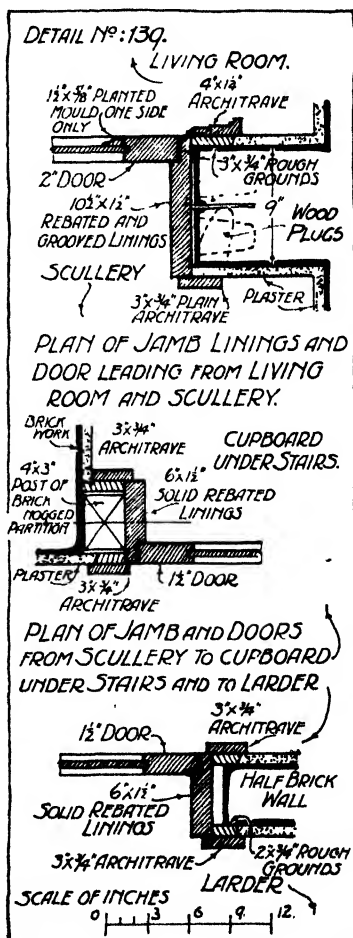 DETAIL Nº:139.
LIVING ROOM.
1½"x⅝" PLANTED
MOULD ONE SIDE
ONLY
4"x1¼"
ARCHITRAVE
2" DOOR
3"x¾" ROUGH
GROUNDS
10½"x1½"
REBATED AND
GROOVED LININGS
9"
WOOD
PLUGS
SCULLERY
PLASTER
3"x¾" PLAIN
ARCHITRAVE
PLAN OF JAMB LININGS AND
DOOR LEADING FROM LIVING
ROOM AND SCULLERY.
BRICK
WORK
3"x¾"
ARCHITRAVE
CUPBOARD
UNDER STAIRS.
4"x3"
POST OF
BRICK
NOGGED
PARTITION
6"x1½"
SOLID REBATED
LININGS
PLASTER
3"x¾"
ARCHITRAVE
1½" DOOR
PLAN OF JAMB AND DOORS
FROM SCULLERY TO CUPBOARD
UNDER STAIRS AND TO LARDER
3"x¾"
ARCHITRAVE
1½" DOOR
6"x1½"
SOLID REBATED
LININGS
HALF BRICK
WALL
3"x¾" ARCHITRAVE
2"x¾" ROUGH
GROUNDS
LARDER
SCALE OF INCHES
0 3 6 9. 12.